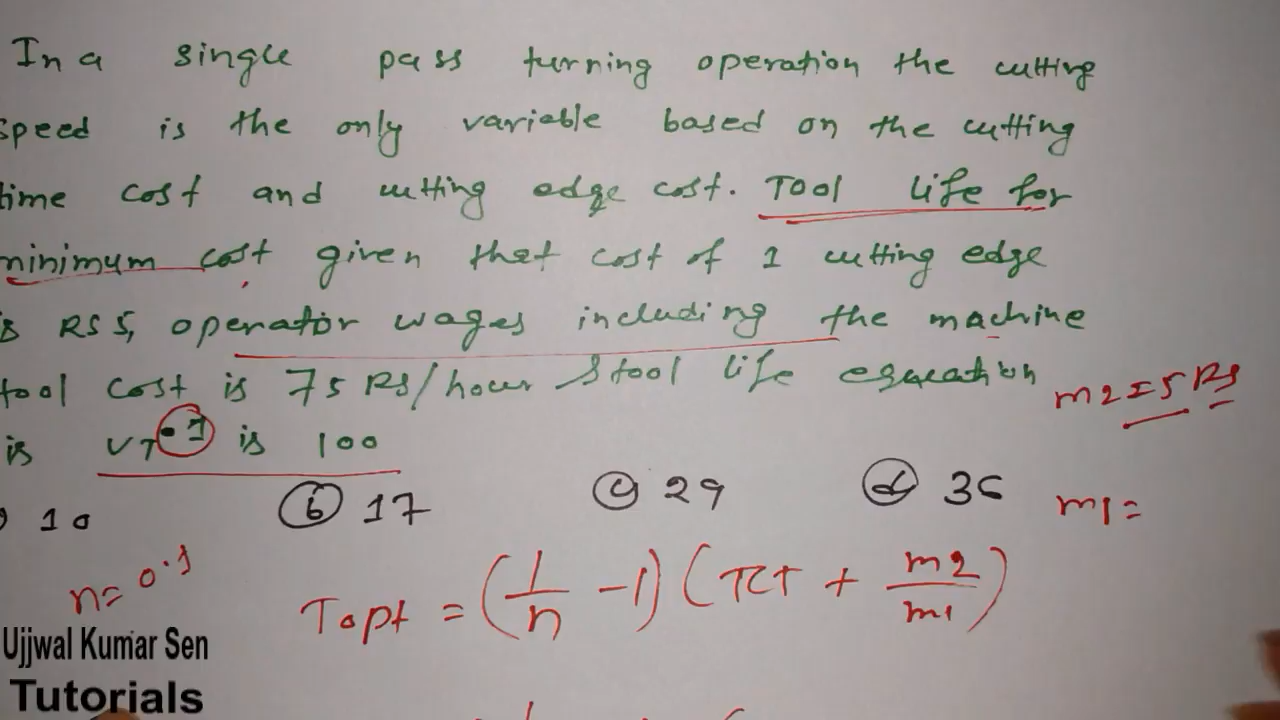 In a single pass turning operation the cutting
speed is the only variable based on the cutting
time cost and cutting edge cost. Tool life for
minimum cost given that cost of 1 cutting edge
is RS 5, operator wages including the machine
tool cost is 75 RS/hour & tool life equation
is VT.1 is 100
m2=5 Rs
10 (b) 17 (c) 29 (d) 36
m1=
n=0.1
Topt = (1/n -1) (TCT + m2/m1)
Ujjwal Kumar Sen
Tutorials